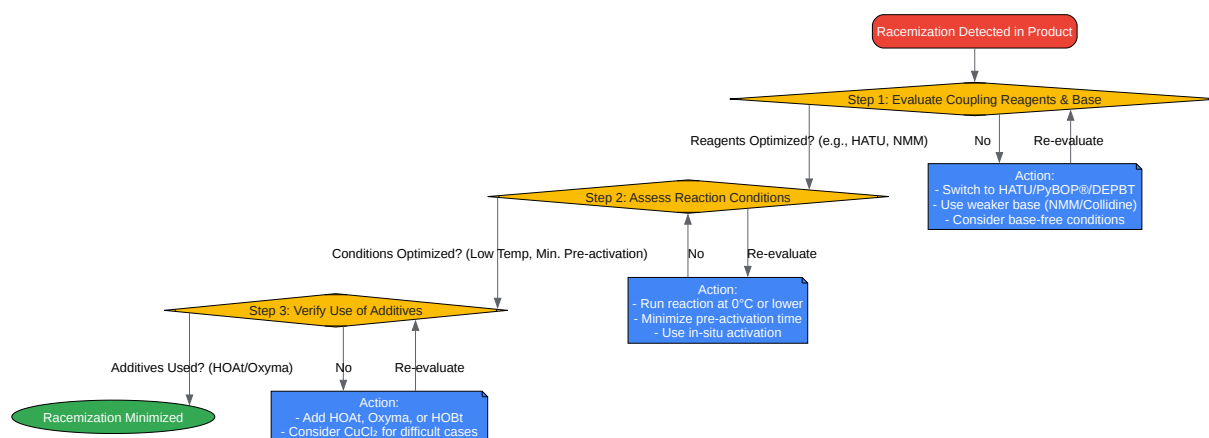 Racemization Detected in Product
Step 1: Evaluate Coupling Reagents & Base
Reagents Optimized? (e.g., HATU, NMM)
No
Re-evaluate
Action:
- Switch to HATU/PyBOP®/DEPBT
- Use weaker base (NMM/Collidine)
- Consider base-free conditions
Step 2: Assess Reaction Conditions
Conditions Optimized? (Low Temp, Min. Pre-activation)
No
Re-evaluate
Action:
- Run reaction at 0°C or lower
- Minimize pre-activation time
- Use in-situ activation
Step 3: Verify Use of Additives
Additives Used? (HOAt/Oxyma)
No
Re-evaluate
Action:
- Add HOAt, Oxyma, or HOBt
- Consider CuCl₂ for difficult cases
Racemization Minimized